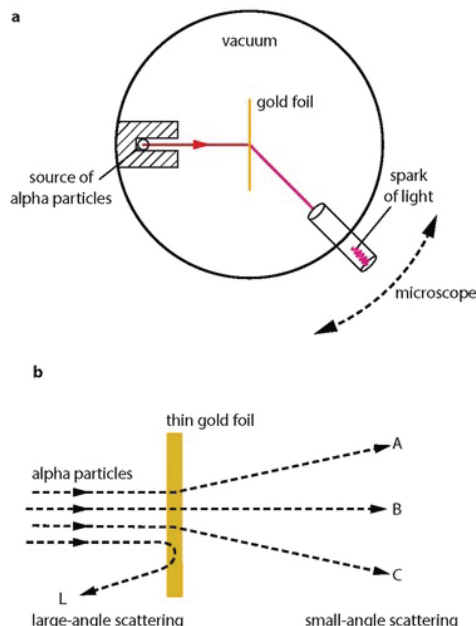 a
vacuum
gold foil
source of
alpha particles
spark
of light
microscope
b
thin gold foil
alpha particles
A
B
C
L
large-angle scattering
small-angle scattering